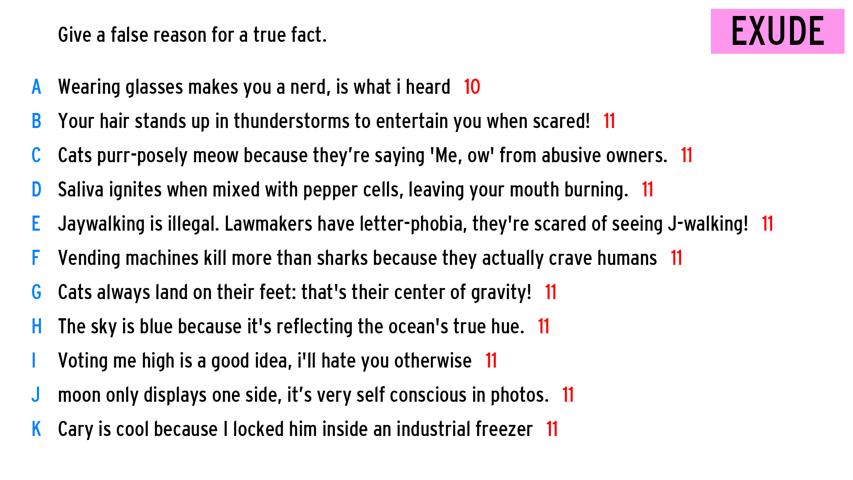 Give a false reason for a true fact.
EXUDE
A Wearing glasses makes you a nerd, is what i heard 10
B Your hair stands up in thunderstorms to entertain you when scared! 11
C Cats purr-posely meow because they’re saying 'Me, ow' from abusive owners. 11
D Saliva ignites when mixed with pepper cells, leaving your mouth burning. 11
E Jaywalking is illegal. Lawmakers have letter-phobia, they're scared of seeing J-walking! 11
F Vending machines kill more than sharks because they actually crave humans 11
G Cats always land on their feet: that's their center of gravity! 11
H The sky is blue because it's reflecting the ocean's true hue. 11
I Voting me high is a good idea, i'll hate you otherwise 11
J moon only displays one side, it’s very self conscious in photos. 11
K Cary is cool because I locked him inside an industrial freezer 11